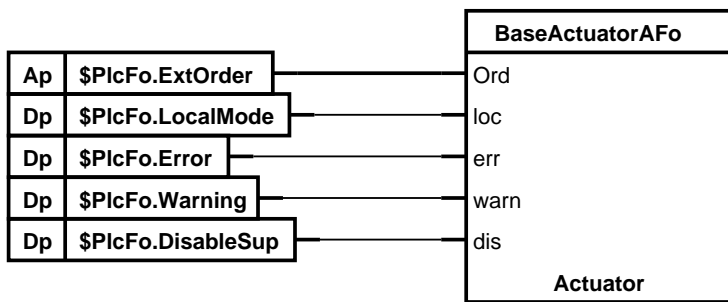 BaseActuatorAFo
Ap $PlcFo.ExtOrder Ord
Dp $PlcFo.LocalMode loc
Dp $PlcFo.Error err
Dp $PlcFo.Warning warn
Dp $PlcFo.DisableSup dis
Actuator